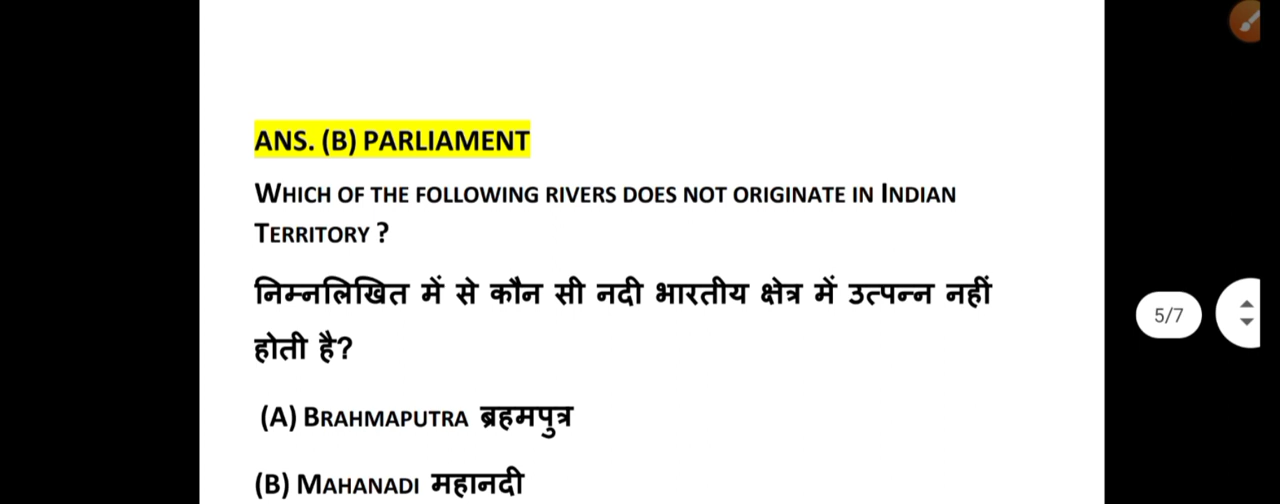 ANS. (B) PARLIAMENT
WHICH OF THE FOLLOWING RIVERS DOES NOT ORIGINATE IN INDIAN
TERRITORY ?
निम्नलिखित में से कौन सी नदी भारतीय क्षेत्र में उत्पन्न नहीं
होती है?
5/7
(A) BRAHMAPUTRA ब्रहमपुत्र
(B) MAHANADI महानदी